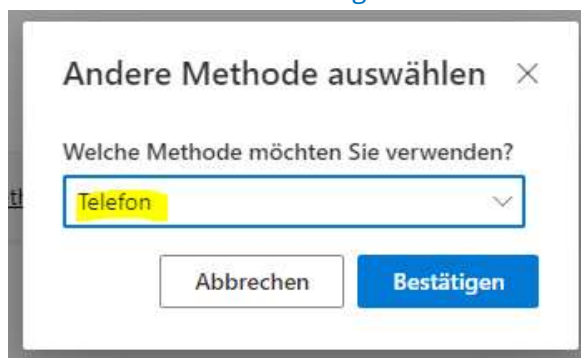 Andere Methode auswählen
Welche Methode möchten Sie verwenden?
Telefon
Abbrechen
Bestätigen